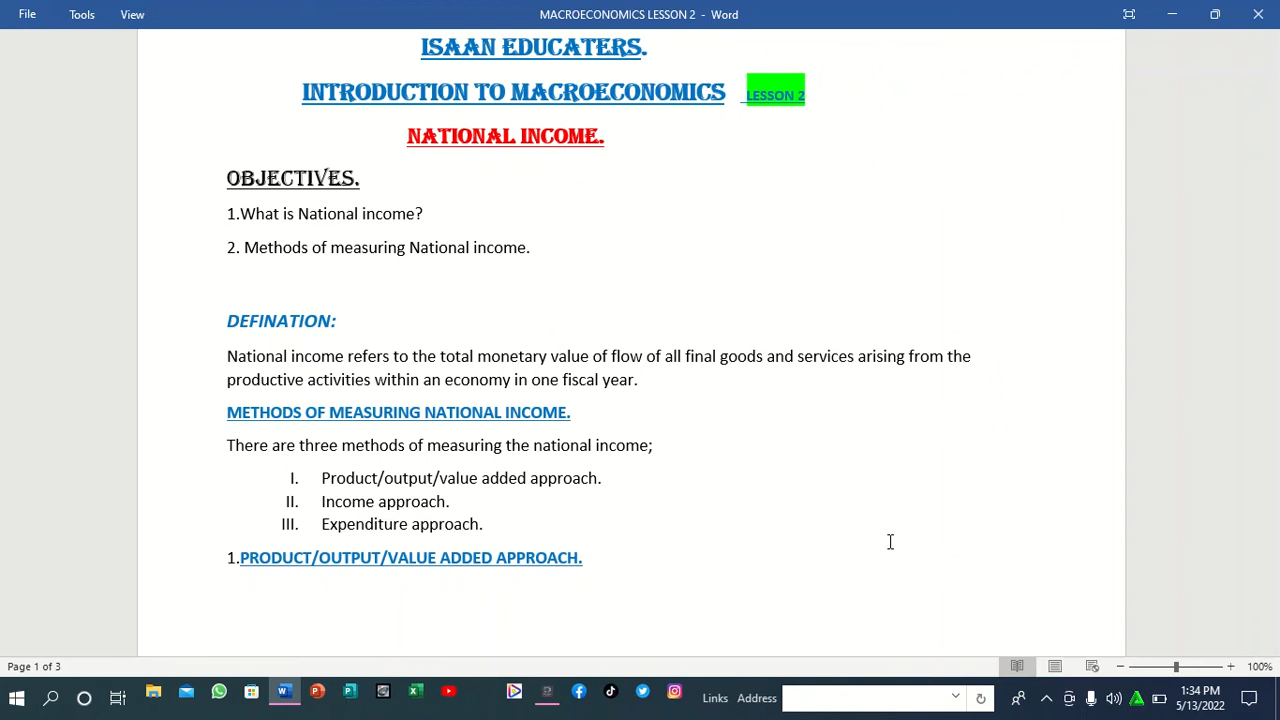 File Tools View MACROECONOMICS LESSON 2 - Word
ISAAN EDUCATERS.
INTRODUCTION TO MACROECONOMICS LESSON 2
NATIONAL INCOME.
OBJECTIVES.
1.What is National income?
2. Methods of measuring National income.
DEFINATION:
National income refers to the total monetary value of flow of all final goods and services arising from the
productive activities within an economy in one fiscal year.
METHODS OF MEASURING NATIONAL INCOME.
There are three methods of measuring the national income;
I. Product/output/value added approach.
II. Income approach.
III. Expenditure approach.
1.PRODUCT/OUTPUT/VALUE ADDED APPROACH.
Page 1 of 3 100%
Links Address 1:34 PM
5/13/2022